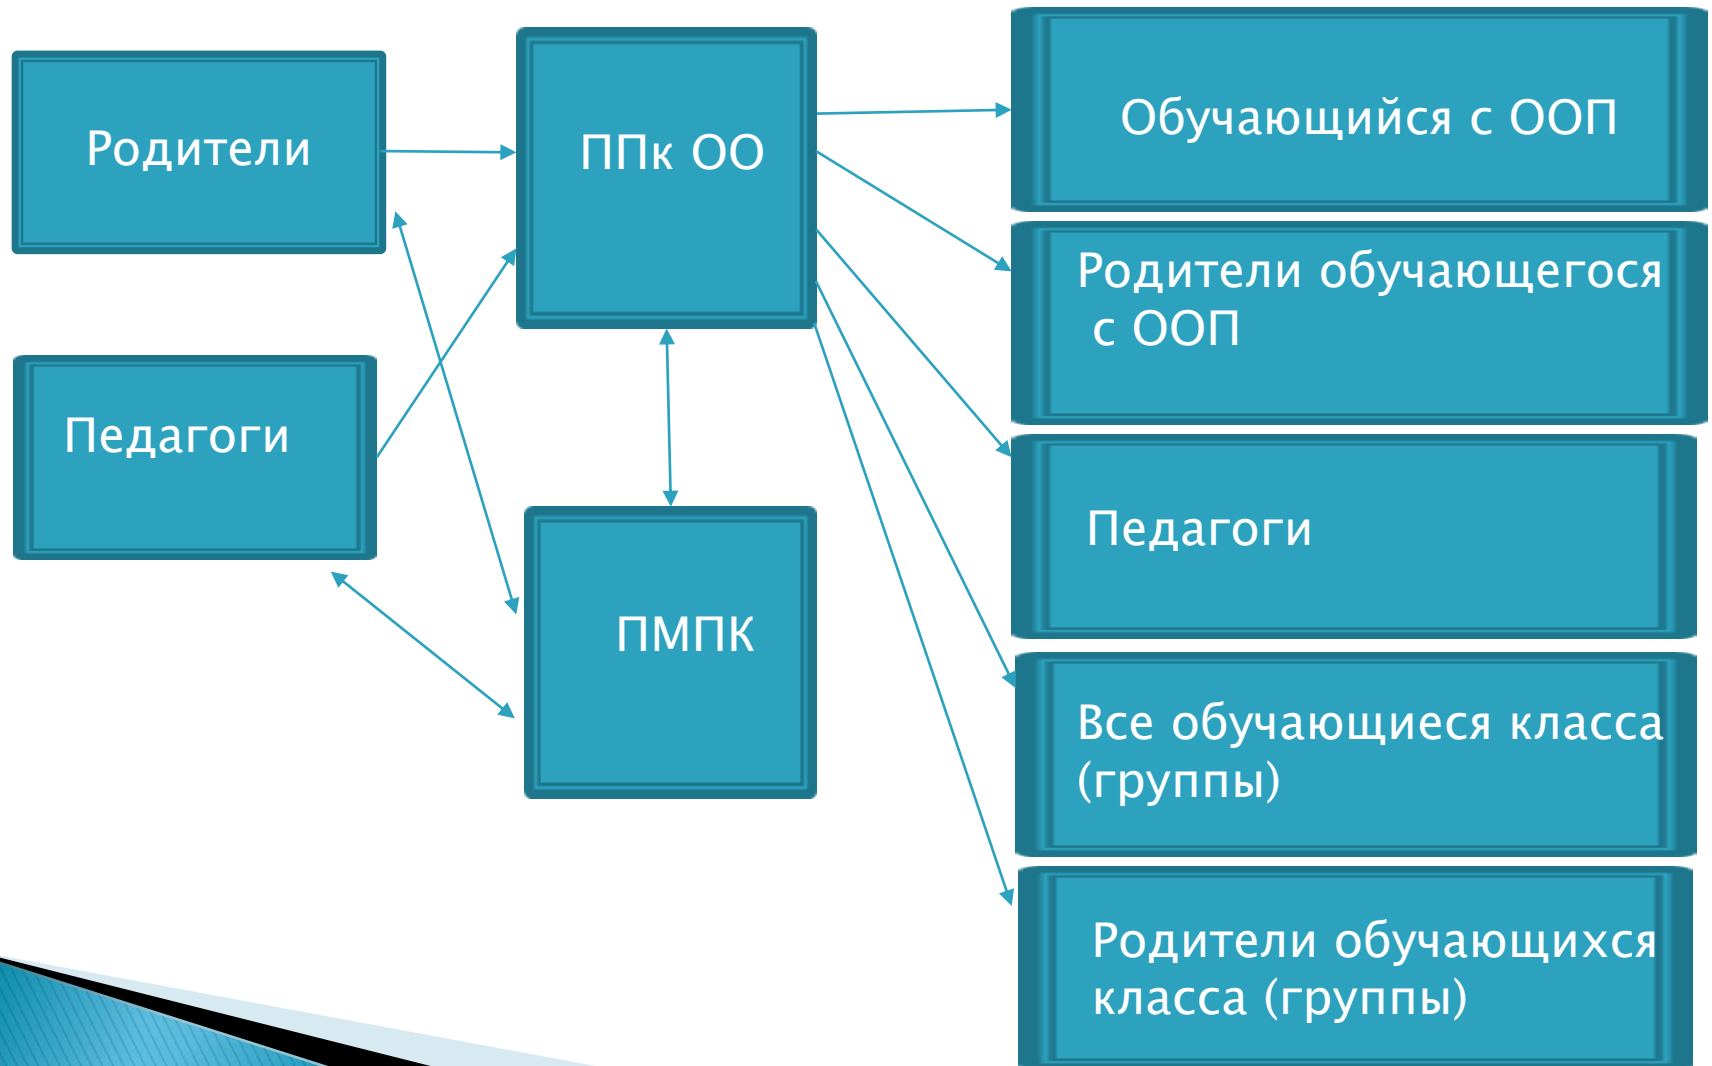 Родители
ППк ОО
Педагоги
ПМПК
Обучающийся с ООП
Родители обучающегося
с ООП
Педагоги
Все обучающиеся класса
(группы)
Родители обучающихся
класса (группы)